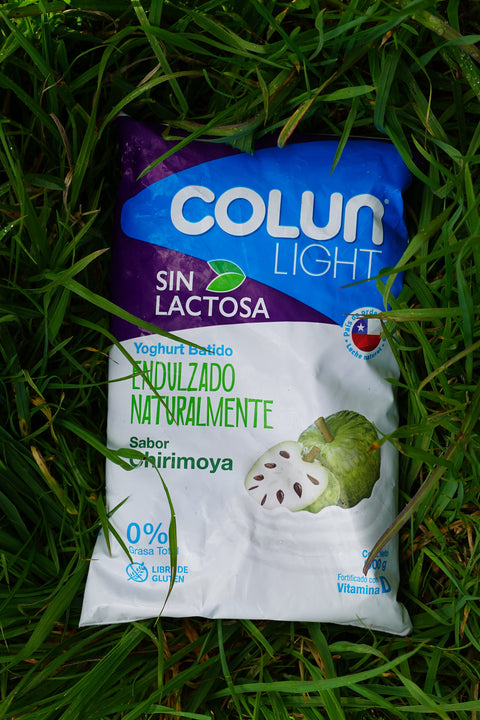 COLUN
LIGHT
SIN
LACTOSA
Yoghurt Batido
ENDULZADO
NATURALMENTE
Sabor
Chirimoya
0%
Grasa Total
LIBRE DE
GLUTEN
Fortificado con
Vitamina D